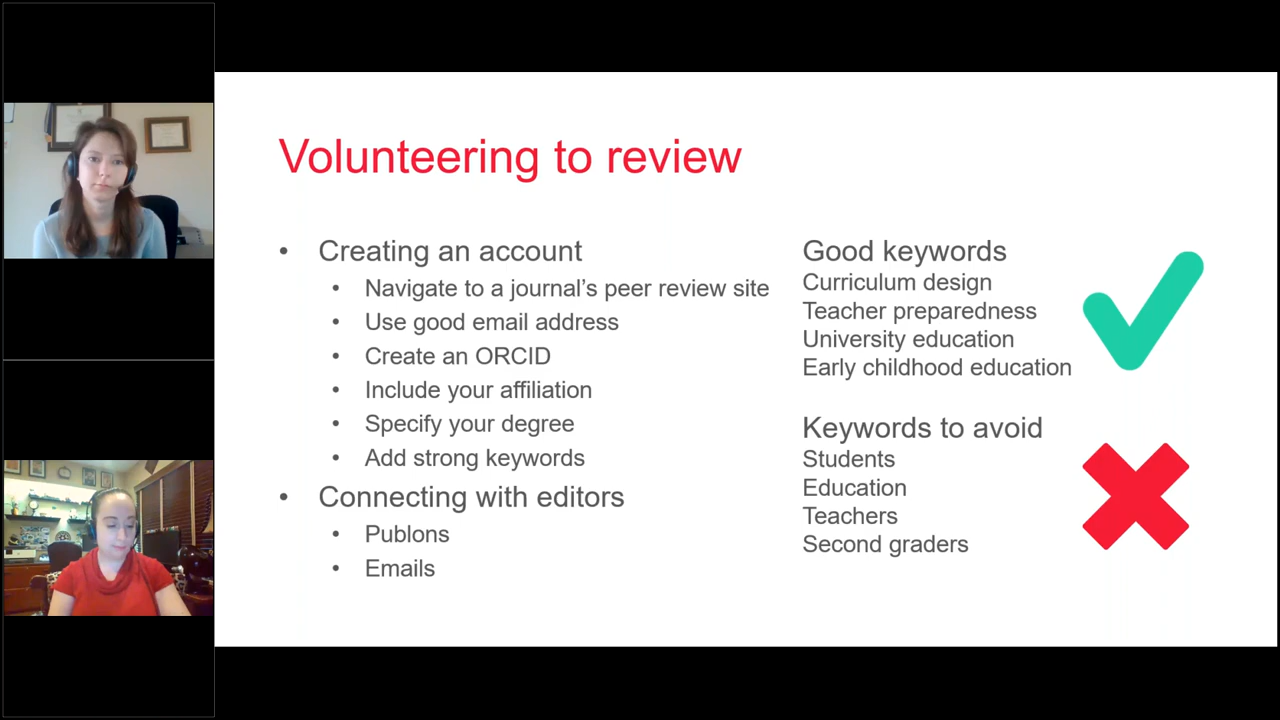 Volunteering to review
• Creating an account
• Navigate to a journal's peer review site
• Use good email address
• Create an ORCID
• Include your affiliation
• Specify your degree
• Add strong keywords
• Connecting with editors
• Publons
• Emails
Good keywords
Curriculum design
Teacher preparedness
University education
Early childhood education
Keywords to avoid
Students
Education
Teachers
Second graders